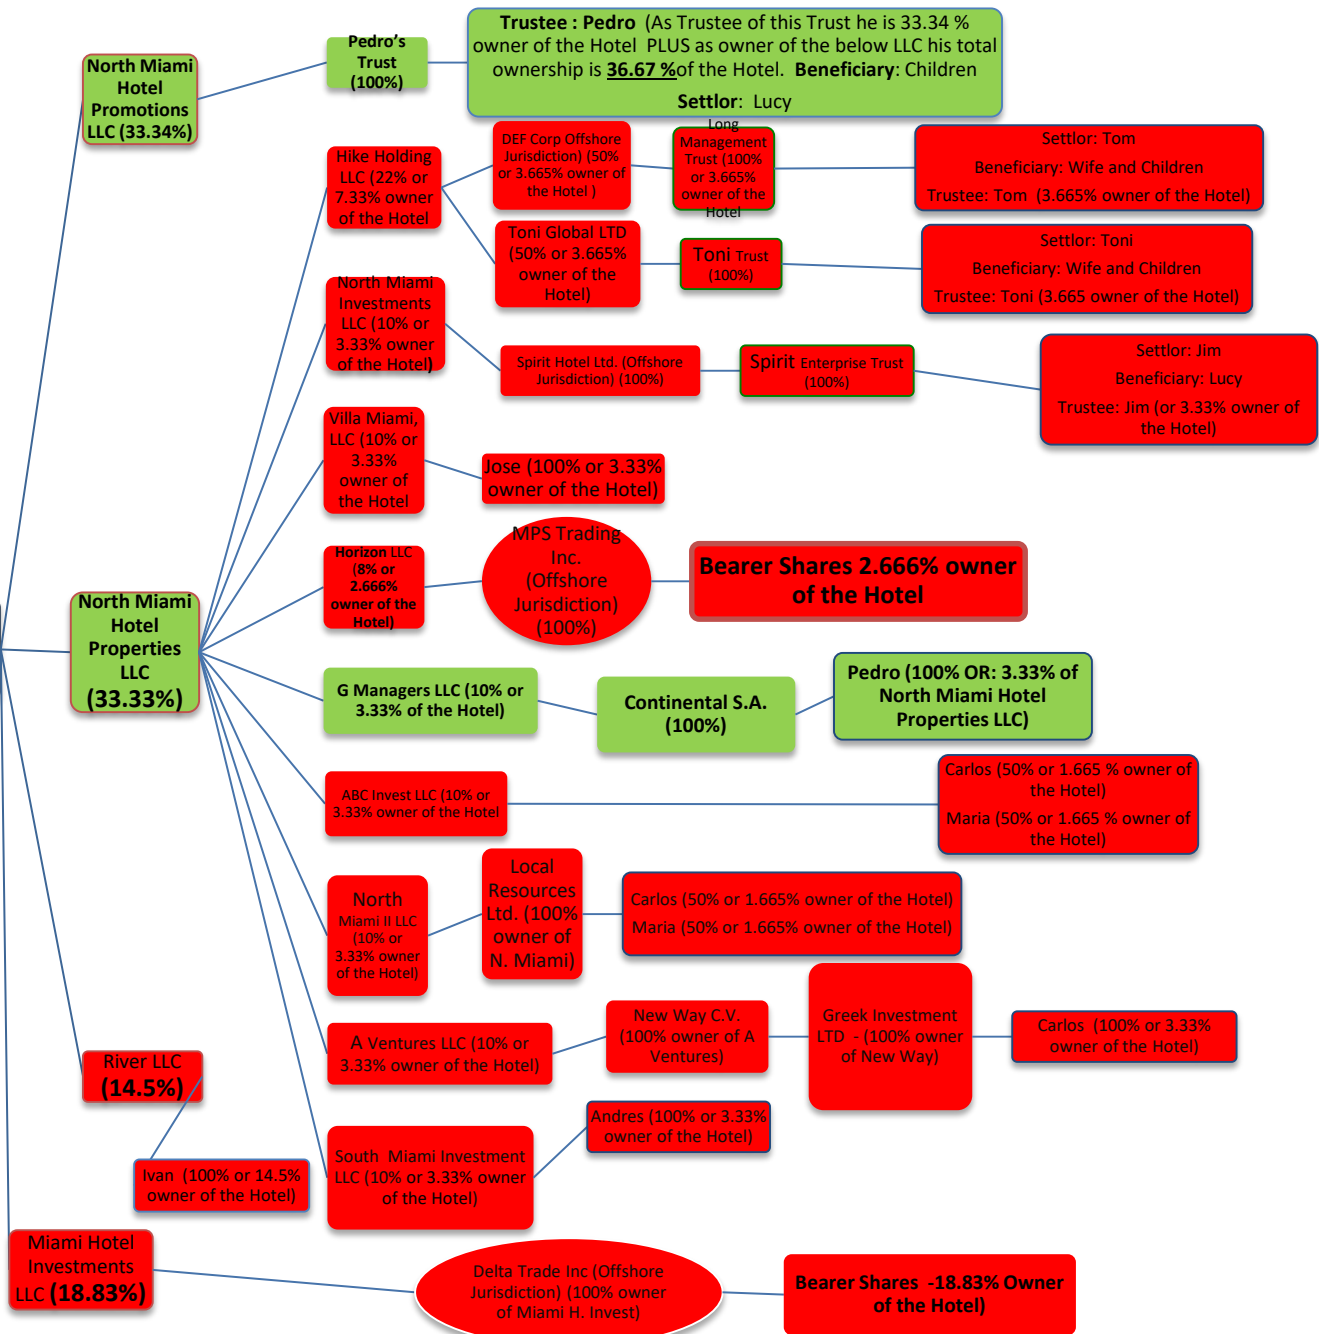 North Miami
Hotel
Promotions
LLC (33.34%)
Pedro's
Trust
(100%)
Trustee : Pedro (As Trustee of this Trust he is 33.34 %
owner of the Hotel PLUS as owner of the below LLC his total
ownership is 36.67 %of the Hotel. Beneficiary: Children
Settlor: Lucy
Hike Holding
LLC (22% or
7.33% owner
of the Hotel
DEF Corp Offshore
Jurisdiction) (50%
or 3.665% owner of
the Hotel )
Long
Management
Trust (100%
or 3.665%
owner of the
Hotel
Settlor: Tom
Beneficiary: Wife and Children
Trustee: Tom (3.665% owner of the Hotel)
Toni Global LTD
(50% or 3.665%
owner of the
Hotel)
Toni Trust
(100%)
Settlor: Toni
Beneficiary: Wife and Children
Trustee: Toni (3.665 owner of the Hotel)
North Miami
Investments
LLC (10% or
3.33% owner
of the Hotel)
Spirit Hotel Ltd. (Offshore
Jurisdiction) (100%)
Spirit Enterprise Trust
(100%)
Settlor: Jim
Beneficiary: Lucy
Trustee: Jim (or 3.33% owner of
the Hotel)
Villa Miami,
LLC (10% or
3.33%
owner of
the Hotel
Jose (100% or 3.33%
owner of the Hotel)
North Miami
Hotel
Properties
LLC
(33.33%)
Horizon LLC
(8% or
2.666%
owner of the
Hotel)
MPS Trading
Inc.
(Offshore
Jurisdiction)
(100%)
Bearer Shares 2.666% owner
of the Hotel
G Managers LLC (10% or
3.33% of the Hotel)
Continental S.A.
(100%)
Pedro (100% OR: 3.33% of
North Miami Hotel
Properties LLC)
ABC Invest LLC (10% or
3.33% owner of the Hotel
Carlos (50% or 1.665 % owner of
the Hotel)
Maria (50% or 1.665 % owner of
the Hotel)
North
Miami II LLC
(10% or
3.33% owner
of the Hotel)
Local
Resources
Ltd. (100%
owner of
N. Miami)
Carlos (50% or 1.665% owner of the Hotel)
Maria (50% or 1.665% owner of the Hotel)
A Ventures LLC (10% or
3.33% owner of the Hotel)
New Way C.V.
(100% owner of A
Ventures)
Greek Investment
LTD - (100% owner
of New Way)
Carlos (100% or 3.33%
owner of the Hotel)
South Miami Investment
LLC (10% or 3.33% owner
of the Hotel)
Andres (100% or 3.33%
owner of the Hotel)
River LLC
(14.5%)
Ivan (100% or 14.5%
owner of the Hotel)
Miami Hotel
Investments
LLC (18.83%)
Delta Trade Inc (Offshore
Jurisdiction) (100% owner
of Miami H. Invest)
Bearer Shares -18.83% Owner
of the Hotel)